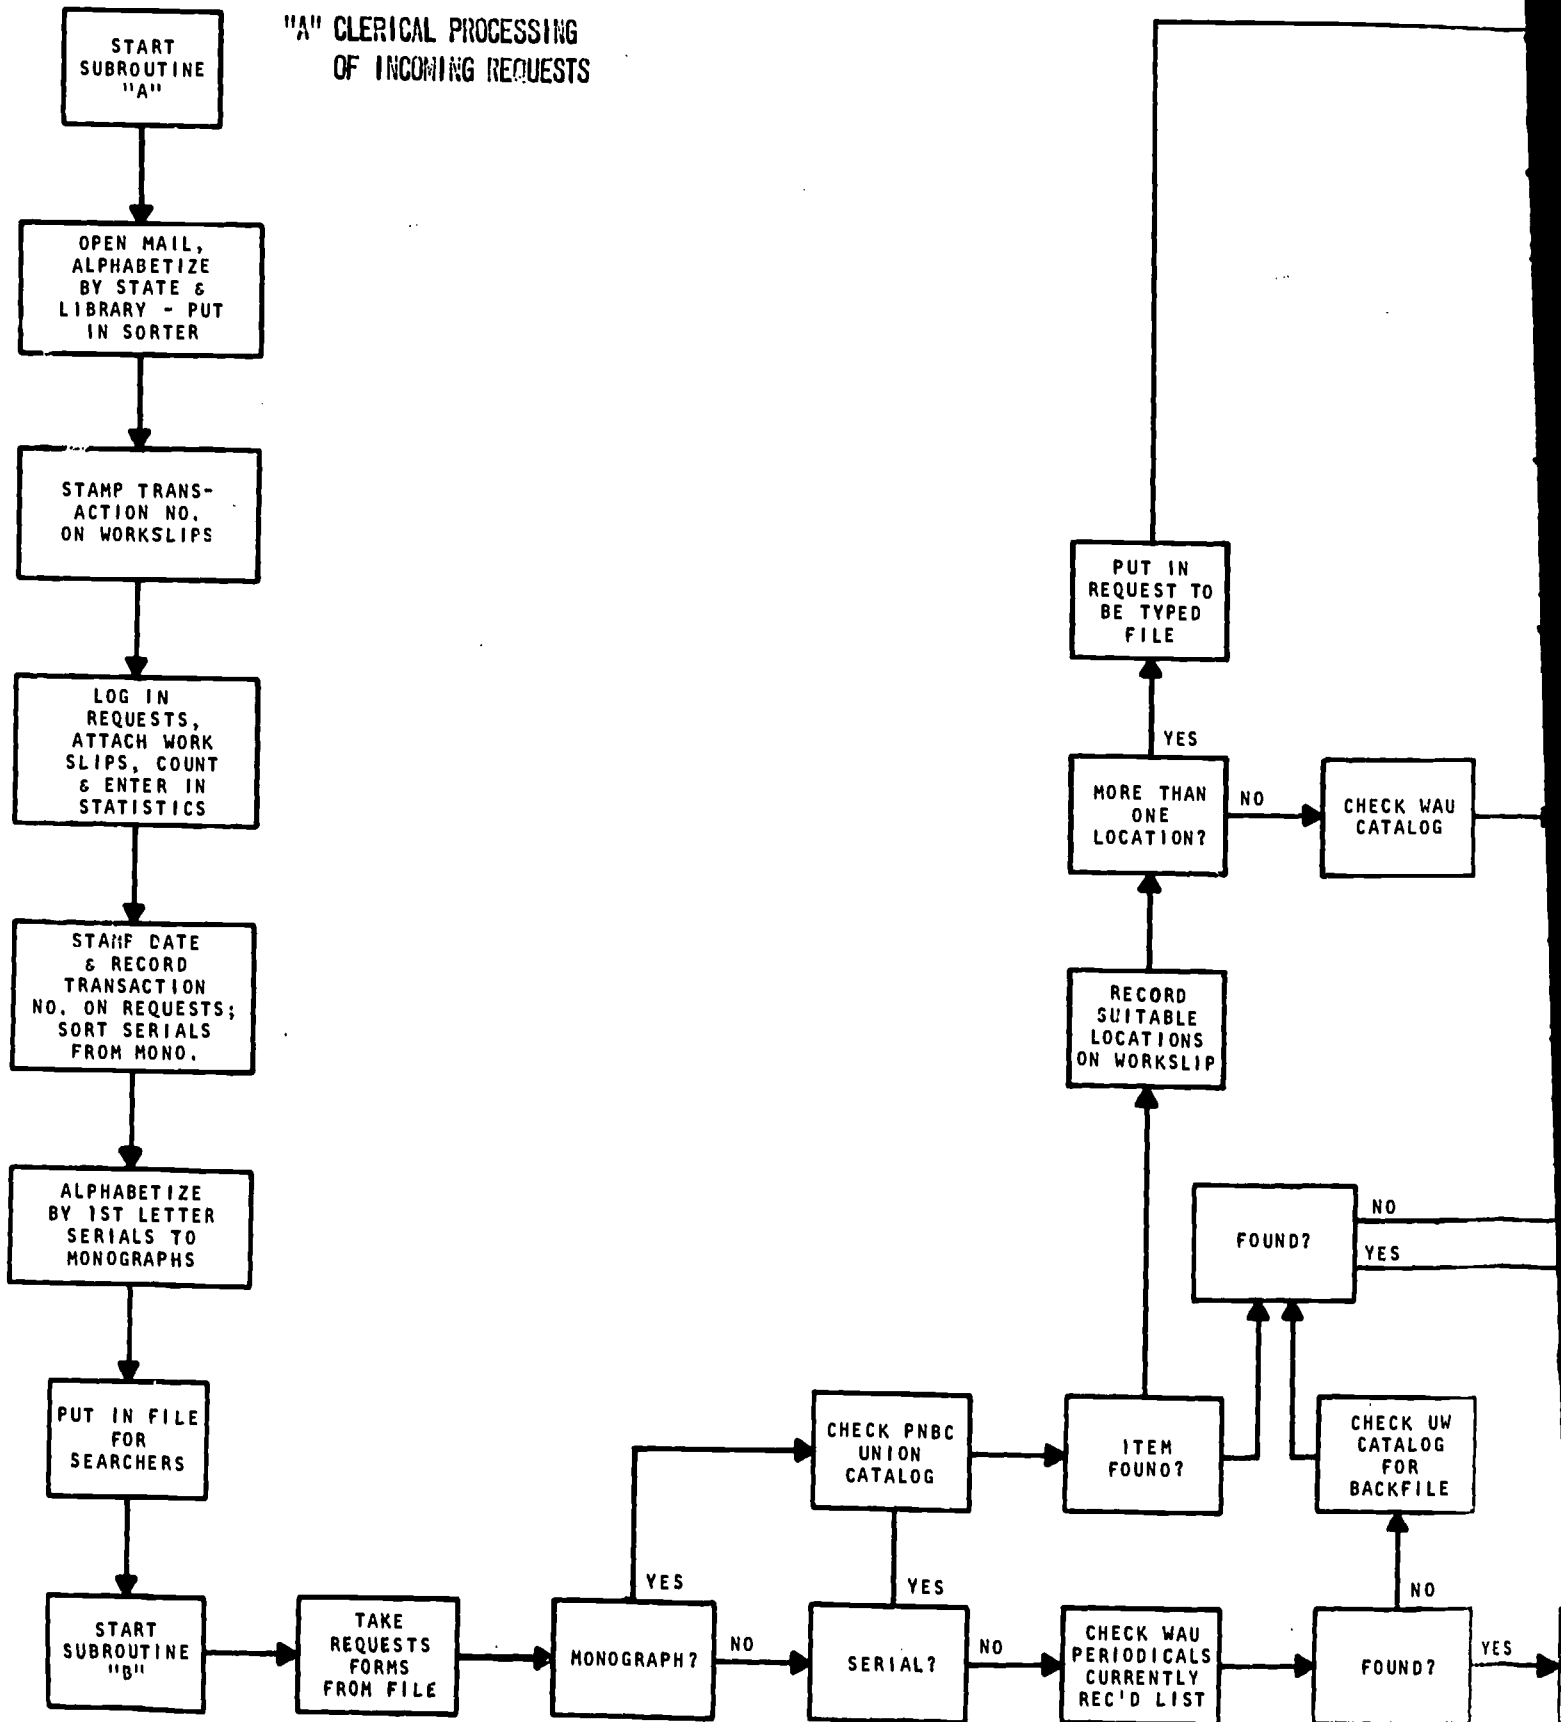 "A" CLERICAL PROCESSING
OF INCOMING REQUESTS
START
SUBROUTINE
"A"
OPEN MAIL,
ALPHABETIZE
BY STATE &
LIBRARY - PUT
IN SORTER
STAMP TRANS-
ACTION NO.
ON WORKSLIPS
LOG IN
REQUESTS,
ATTACH WORK
SLIPS, COUNT
& ENTER IN
STATISTICS
STAMP DATE
& RECORD
TRANSACTION
NO. ON REQUESTS;
SORT SERIALS
FROM MONO.
ALPHABETIZE
BY 1ST LETTER
SERIALS TO
MONOGRAPHS
PUT IN FILE
FOR
SEARCHERS
START
SUBROUTINE
"B"
TAKE
REQUESTS
FORMS
FROM FILE
MONOGRAPH?
YES
NO
SERIAL?
YES
NO
CHECK PNBC
UNION
CATALOG
ITEM
FOUND?
RECORD
SUITABLE
LOCATIONS
ON WORKSLIP
MORE THAN
ONE
LOCATION?
YES
NO
PUT IN
REQUEST TO
BE TYPED
FILE
CHECK WAU
CATALOG
FOUND?
NO
YES
CHECK UW
CATALOG
FOR
BACKFILE
NO
CHECK WAU
PERIODICALS
CURRENTLY
REC'D LIST
FOUND?
YES